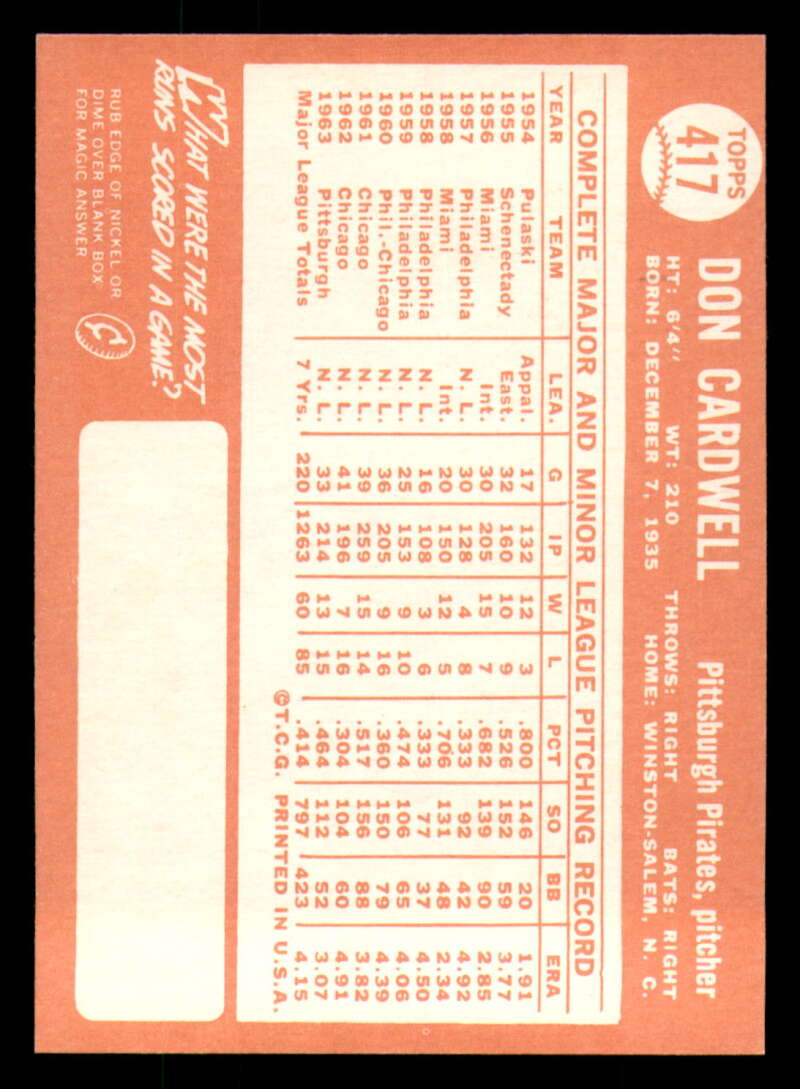 TOPPS
417
DON CARDWELL Pittsburgh Pirates, pitcher
HT: 6'4" WT: 210 THROWS: RIGHT BATS: RIGHT
BORN: DECEMBER 7, 1935 HOME: WINSTON-SALEM, N. C.
COMPLETE MAJOR AND MINOR LEAGUE PITCHING RECORD
YEAR TEAM LEA. G IP W L PCT SO BB ERA
1954 Pulaski Appal. 17 132 12 3 .800 146 20 1.91
1955 Schenectady East. 32 160 10 9 .526 152 59 3.77
1956 Miami Int. 30 205 15 7 .682 139 90 2.85
1957 Philadelphia N. L. 30 128 4 8 .333 92 42 4.92
1958 Miami Int. 20 150 12 5 .706 131 48 2.34
1958 Philadelphia N. L. 16 108 3 6 .333 77 37 4.50
1959 Philadelphia N. L. 25 153 9 10 .474 106 65 4.06
1960 Phil.-Chicago N. L. 36 205 9 16 .360 150 79 4.39
1961 Chicago N. L. 39 259 15 14 .517 156 88 3.82
1962 Chicago N. L. 41 196 7 16 .304 104 60 4.91
1963 Pittsburgh N. L. 33 214 13 15 .464 112 52 3.07
Major League Totals 7 Yrs. 220 1263 60 85 .414 797 423 4.15
©T.C.G. PRINTED IN U.S.A.
WHAT WERE THE MOST
RUNS SCORED IN A GAME?
RUB EDGE OF NICKEL OR
DIME OVER BLANK BOX
FOR MAGIC ANSWER